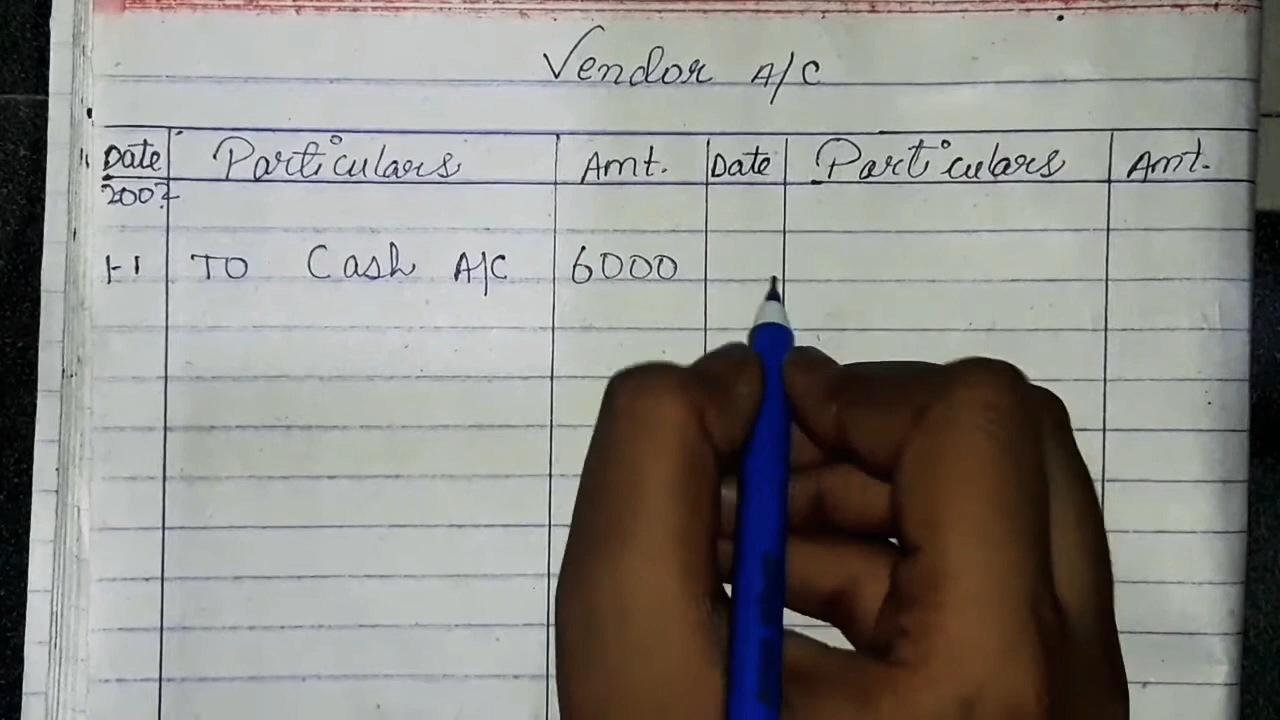 Vendor A/C
Date Particulars Amt. Date Particulars Amt.
2007
1-1 TO Cash A/C 6000